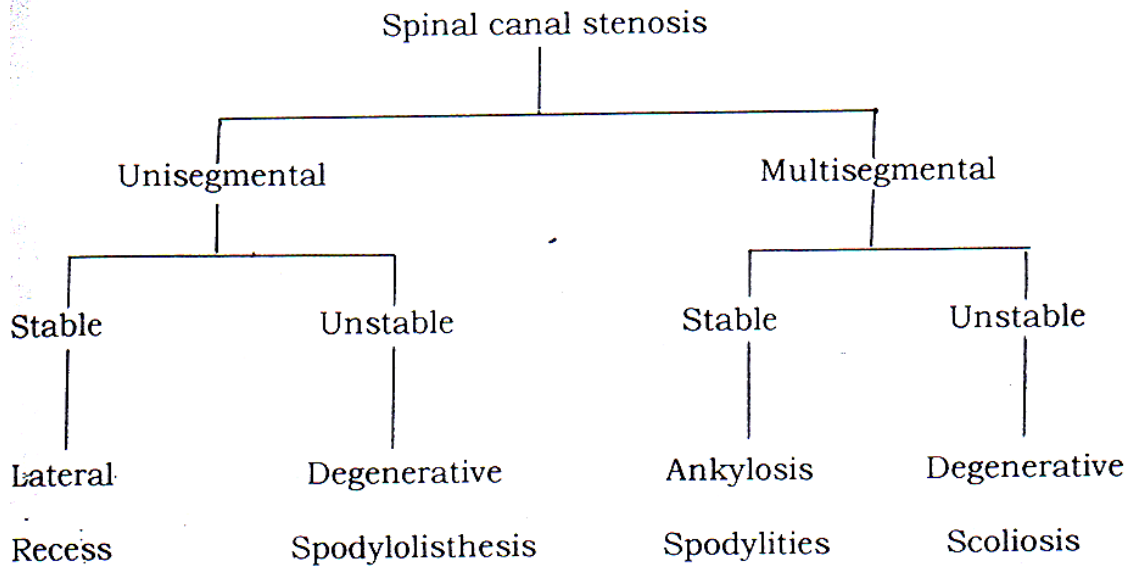 Spinal canal stenosis
Unisegmental Multisegmental
Stable Unstable Stable Unstable
Lateral Degenerative Ankylosis Degenerative
Recess Spodylolisthesis Spodylities Scoliosis